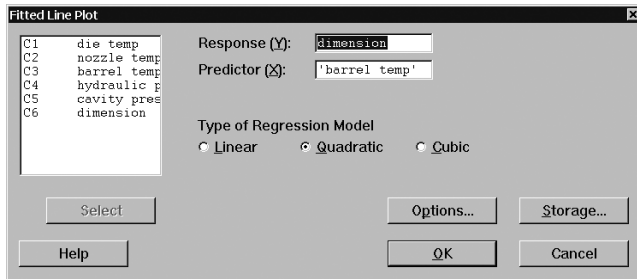 Fitted Line Plot
C1 die temp
C2 nozzle temp
C3 barrel temp
C4 hydraulic p
C5 cavity pres
C6 dimension
Response (Y): dimension
Predictor (X): 'barrel temp'
Type of Regression Model
Linear Quadratic Cubic
Select Options... Storage...
Help OK Cancel